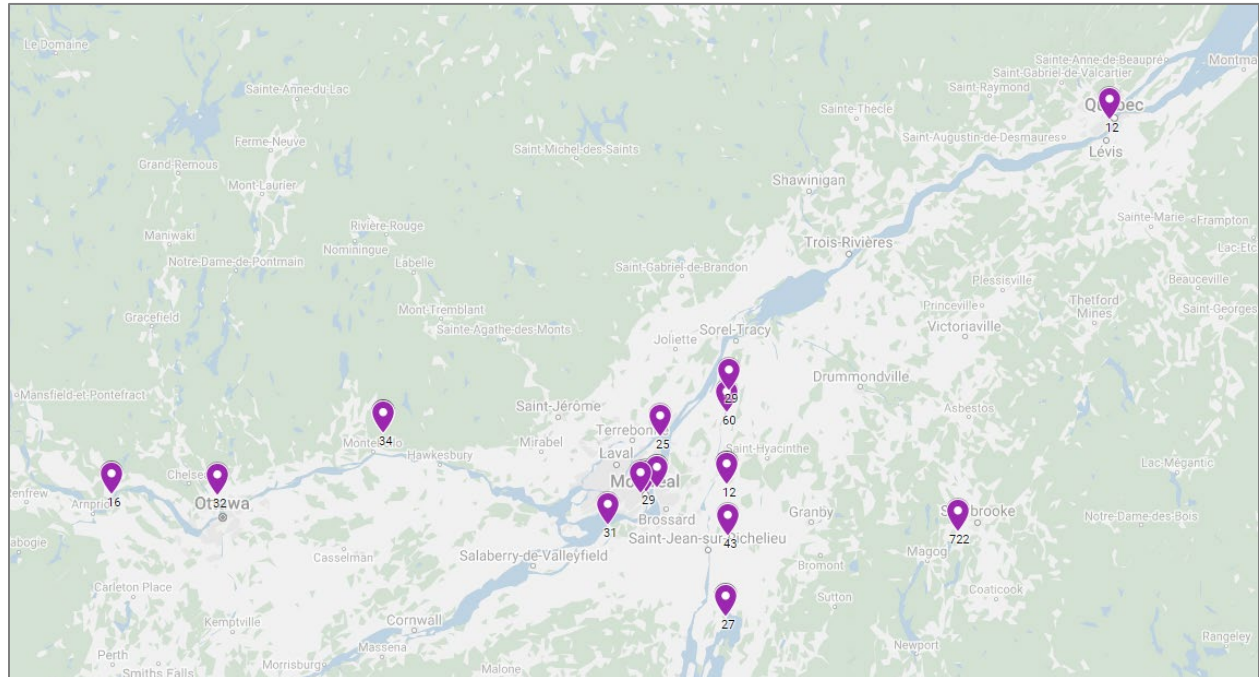 Le Domaine
Sainte-Anne-du-Lac
Ferme-Neuve
Grand-Remous
Mont-Laurier
Saint-Michel-des-Saints
Sainte-Thècle
Saint-Raymond
Saint-Gabriel-de-Valcartier
Sainte-Anne-de-Beaupré
Québec
12
Saint-Augustin-de-Desmaures
Lévis
Shawinigan
Rivière-Rouge
Maniwaki
Nominingue
Notre-Dame-de-Pontmain
Labelle
Trois-Rivières
Sainte-Marie
Frampton
Saint-Gabriel-de-Brandon
Plessisville
Beauceville
Princeville
Thetford
Mines
Saint-Georges
Victoriaville
Mont-Tremblant
Gracefield
Sainte-Agathe-des-Monts
Sorel-Tracy
Joliette
Drummondville
Mansfield-et-Pontefract
29
60
Asbestos
Saint-Jérôme
34
Terrebonne
25
Mirabel
Laval
Saint-Hyacinthe
Hawkesbury
Lac-Mégantic
16
32
Ottawa
29
12
31
Brossard
Granby
Sherbrooke
Notre-Dame-des-Bois
Saint-Jean-sur-Richelieu
43
722
Casselman
Salaberry-de-Valleyfield
Magog
Bromont
Carleton Place
Coaticook
Sutton
27
Kemptville
Cornwall
Massena
Newport
Rangeley
Perth
Smiths Falls
Morrisburg
Malone